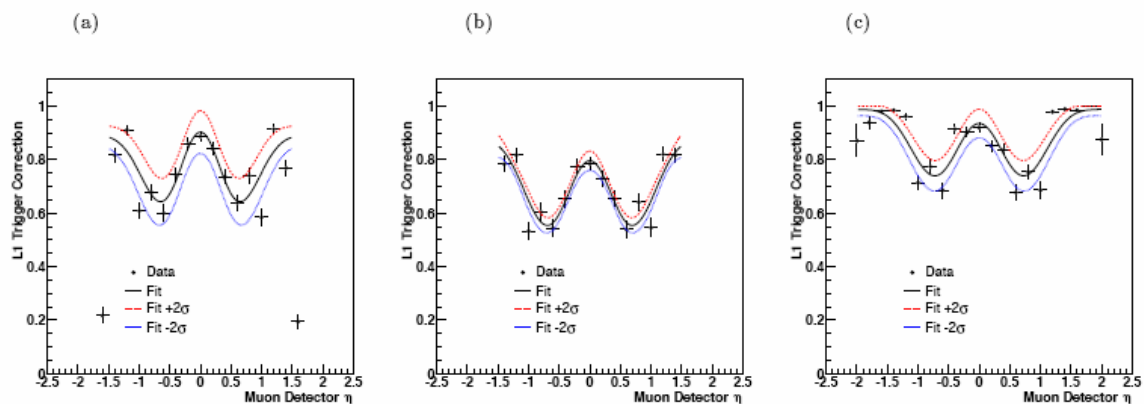 (a)
(b)
(c)
L1 Trigger Correction
1
0.8
0.6
0.4
0.2
0
Data
Fit
Fit +2σ
Fit -2σ
-2.5 -2 -1.5 -1 -0.5 0 0.5 1 1.5 2 2.5
Muon Detector η
L1 Trigger Correction
1
0.8
0.6
0.4
0.2
0
Data
Fit
Fit +2σ
Fit -2σ
-2.5 -2 -1.5 -1 -0.5 0 0.5 1 1.5 2 2.5
Muon Detector η
L1 Trigger Correction
1
0.8
0.6
0.4
0.2
0
Data
Fit
Fit +2σ
Fit -2σ
-2.5 -2 -1.5 -1 -0.5 0 0.5 1 1.5 2 2.5
Muon Detector η